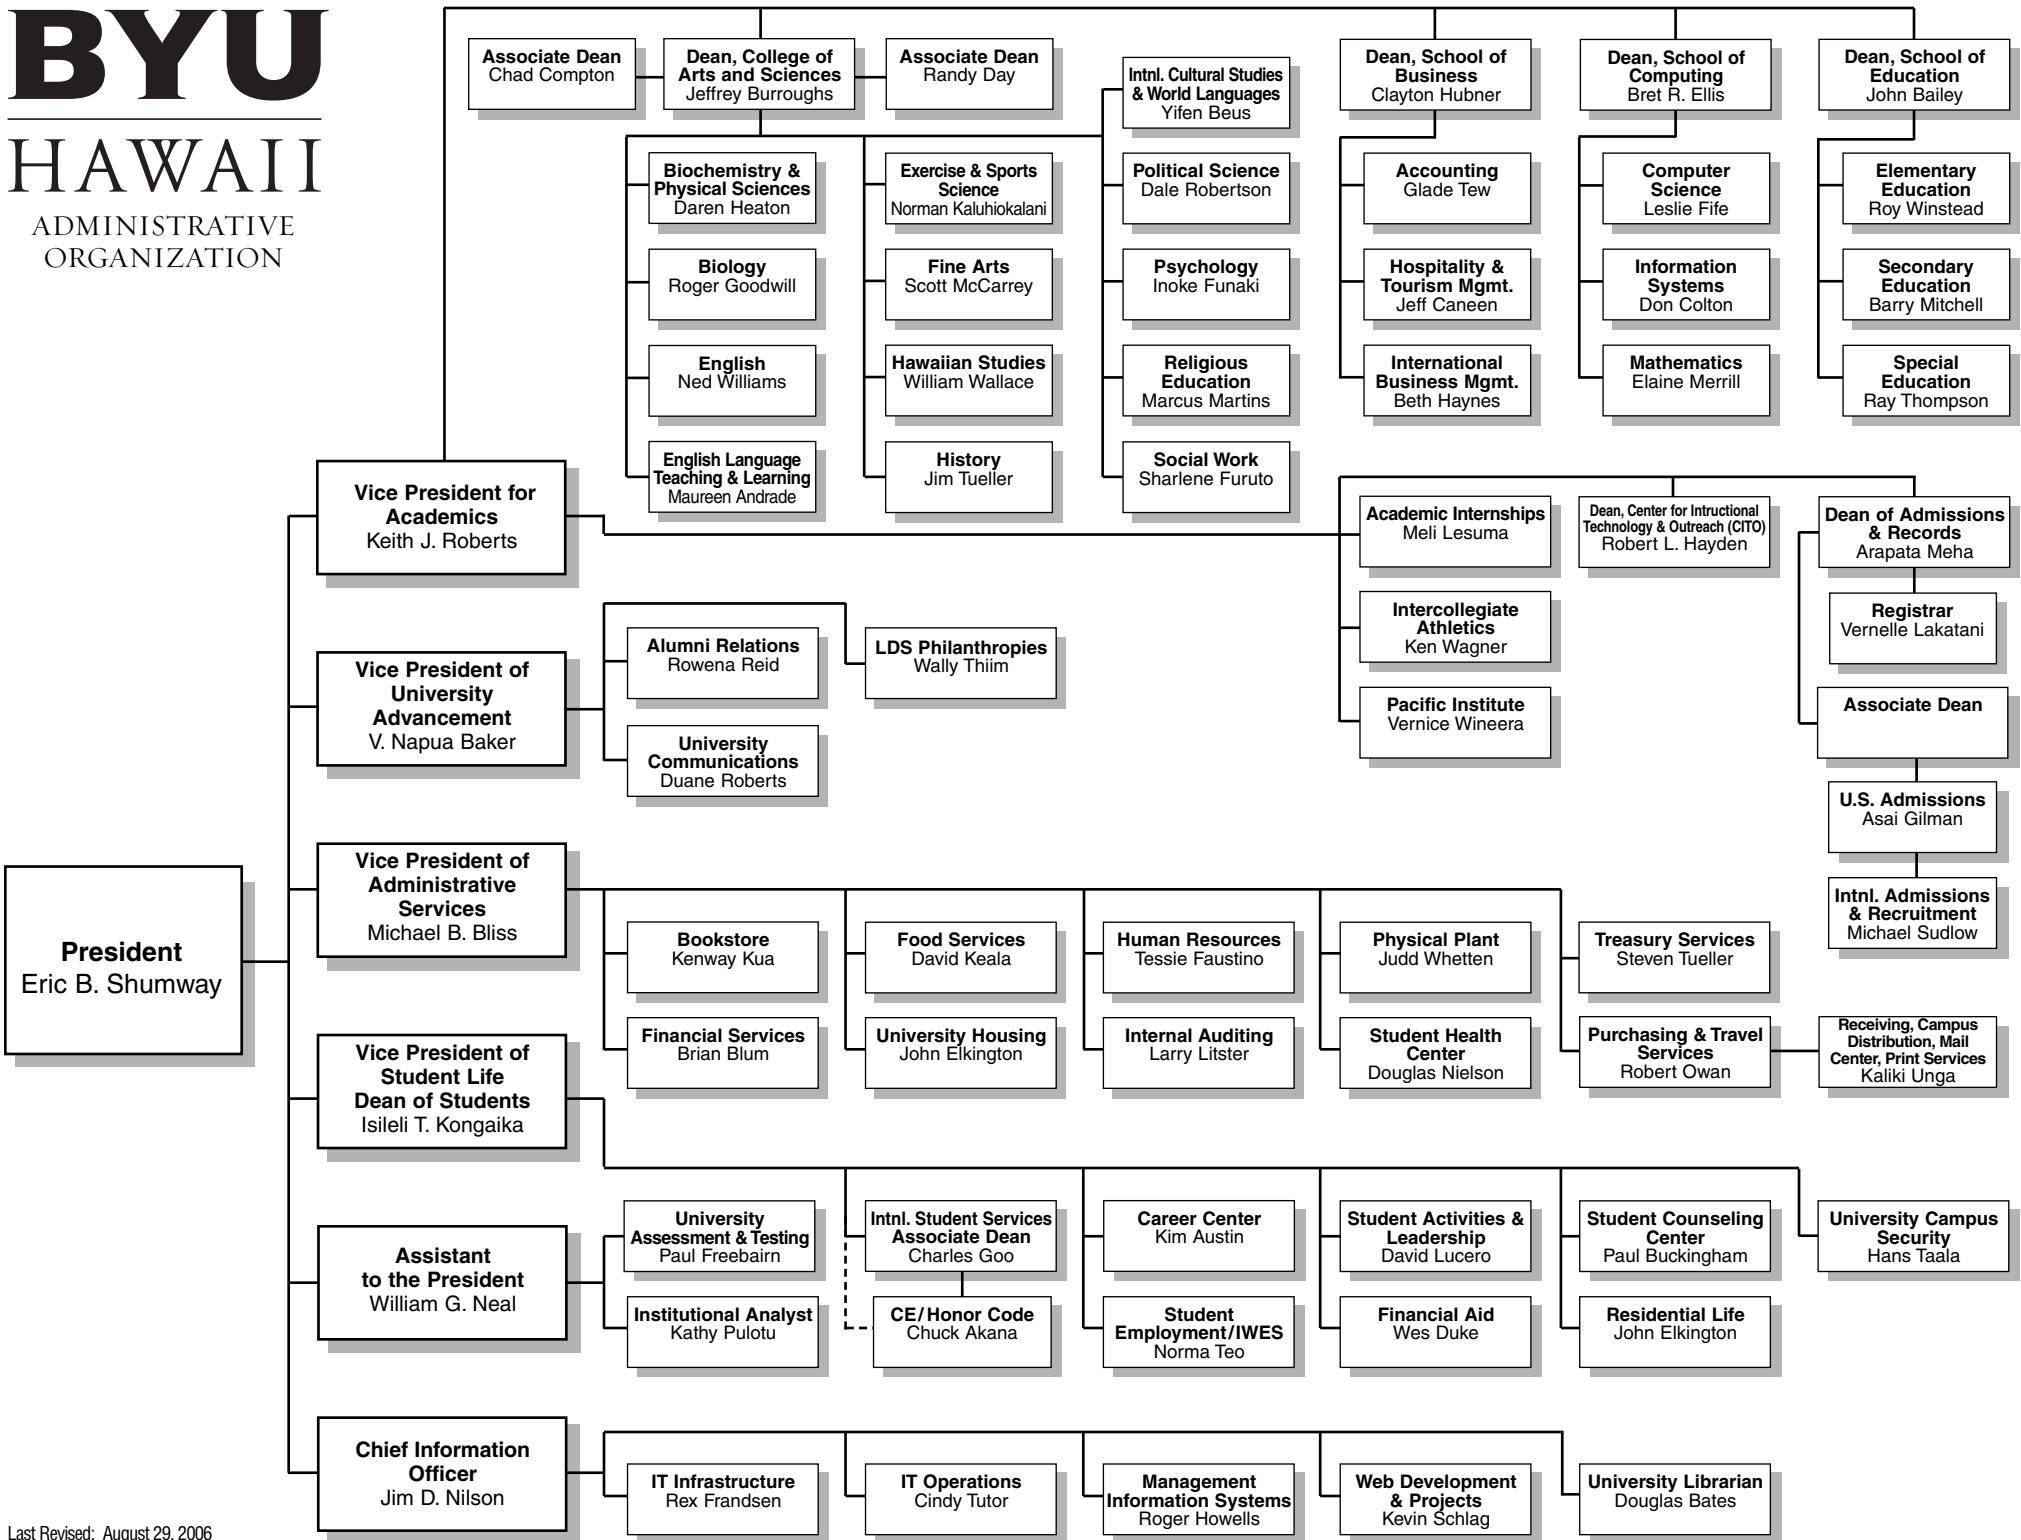 BYU
HAWAII
ADMINISTRATIVE
ORGANIZATION
Associate Dean
Chad Compton
Dean, College of
Arts and Sciences
Jeffrey Burroughs
Associate Dean
Randy Day
Intnl. Cultural Studies
& World Languages
Yifen Beus
Dean, School of
Business
Clayton Hubner
Dean, School of
Computing
Bret R. Ellis
Dean, School of
Education
John Bailey
Biochemistry &
Physical Sciences
Daren Heaton
Exercise & Sports
Science
Norman Kaluhiokalani
Political Science
Dale Robertson
Accounting
Glade Tew
Computer
Science
Leslie Fife
Elementary
Education
Roy Winstead
Biology
Roger Goodwill
Fine Arts
Scott McCarrey
Psychology
Inoke Funaki
Hospitality &
Tourism Mgmt.
Jeff Caneen
Information
Systems
Don Colton
Secondary
Education
Barry Mitchell
English
Ned Williams
Hawaiian Studies
William Wallace
Religious
Education
Marcus Martins
International
Business Mgmt.
Beth Haynes
Mathematics
Elaine Merrill
Special
Education
Ray Thompson
English Language
Teaching & Learning
Maureen Andrade
History
Jim Tueller
Social Work
Sharlene Furuto
Vice President for
Academics
Keith J. Roberts
Academic Internships
Meli Lesuma
Dean, Center for Intructional
Technology & Outreach (CITO)
Robert L. Hayden
Dean of Admissions
& Records
Arapata Meha
Intercollegiate
Athletics
Ken Wagner
Registrar
Vernelle Lakatani
Pacific Institute
Vernice Wineera
Associate Dean
U.S. Admissions
Asai Gilman
Intnl. Admissions
& Recruitment
Michael Sudlow
Vice President of
University
Advancement
V. Napua Baker
Alumni Relations
Rowena Reid
LDS Philanthropies
Wally Thiim
University
Communications
Duane Roberts
President
Eric B. Shumway
Vice President of
Administrative
Services
Michael B. Bliss
Bookstore
Kenway Kua
Food Services
David Keala
Human Resources
Tessie Faustino
Physical Plant
Judd Whetten
Treasury Services
Steven Tueller
Financial Services
Brian Blum
University Housing
John Elkington
Internal Auditing
Larry Litster
Student Health
Center
Douglas Nielson
Purchasing & Travel
Services
Robert Owan
Receiving, Campus
Distribution, Mail
Center, Print Services
Kaliki Unga
Vice President of
Student Life
Dean of Students
Isileli T. Kongaika
Intnl. Student Services
Associate Dean
Charles Goo
Career Center
Kim Austin
Student Activities &
Leadership
David Lucero
Student Counseling
Center
Paul Buckingham
University Campus
Security
Hans Taala
CE/Honor Code
Chuck Akana
Student
Employment/IWES
Norma Teo
Financial Aid
Wes Duke
Residential Life
John Elkington
Assistant
to the President
William G. Neal
University
Assessment & Testing
Paul Freebairn
Institutional Analyst
Kathy Pulotu
Chief Information
Officer
Jim D. Nilson
IT Infrastructure
Rex Frandsen
IT Operations
Cindy Tutor
Management
Information Systems
Roger Howells
Web Development
& Projects
Kevin Schlag
University Librarian
Douglas Bates
Last Revised: August 29, 2006